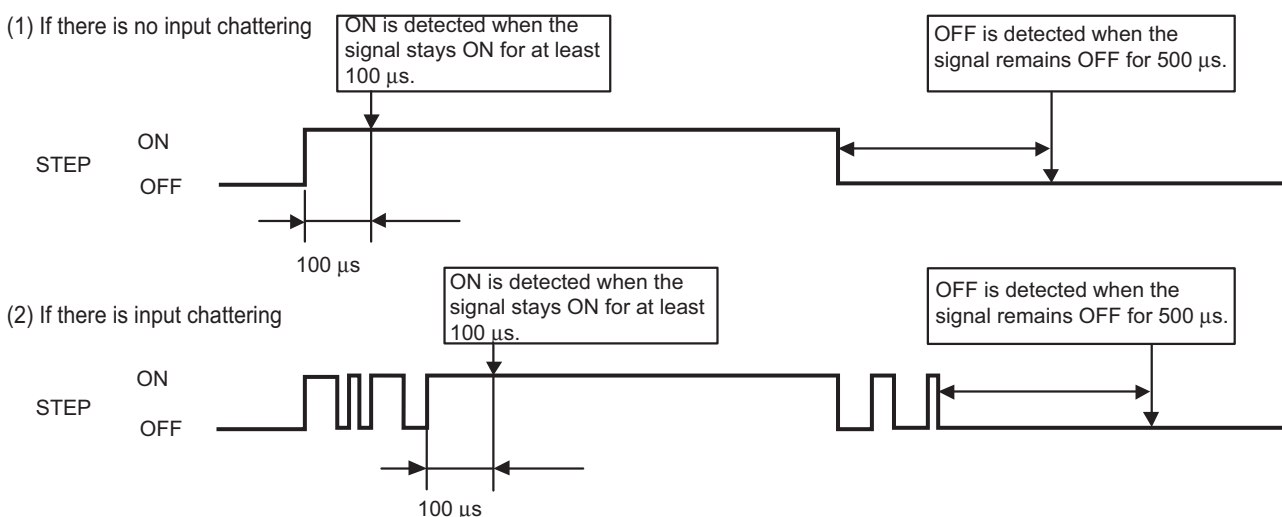 (1) If there is no input chattering
ON is detected when the
signal stays ON for at least
100 μs.
OFF is detected when the
signal remains OFF for 500 μs.
ON
STEP
OFF
100 μs
(2) If there is input chattering
ON is detected when the
signal stays ON for at least
100 μs.
OFF is detected when the
signal remains OFF for 500 μs.
ON
STEP
OFF
100 μs